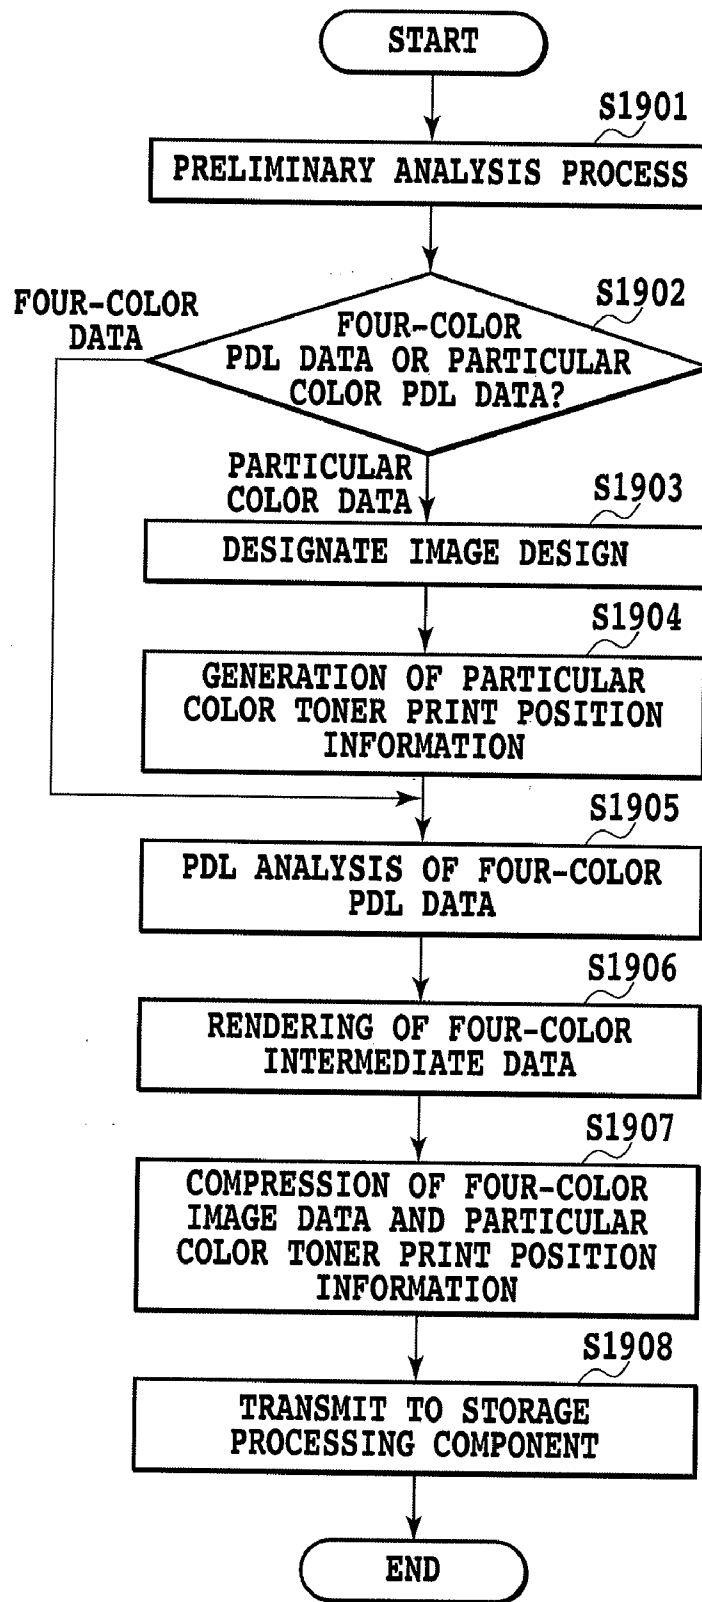 START
S1901
PRELIMINARY ANALYSIS PROCESS
S1902
FOUR-COLOR
DATA
FOUR-COLOR
PDL DATA OR PARTICULAR
COLOR PDL DATA?
PARTICULAR
COLOR DATA
S1903
DESIGNATE IMAGE DESIGN
S1904
GENERATION OF PARTICULAR
COLOR TONER PRINT POSITION
INFORMATION
S1905
PDL ANALYSIS OF FOUR-COLOR
PDL DATA
S1906
RENDERING OF FOUR-COLOR
INTERMEDIATE DATA
S1907
COMPRESSION OF FOUR-COLOR
IMAGE DATA AND PARTICULAR
COLOR TONER PRINT POSITION
INFORMATION
S1908
TRANSMIT TO STORAGE
PROCESSING COMPONENT
END